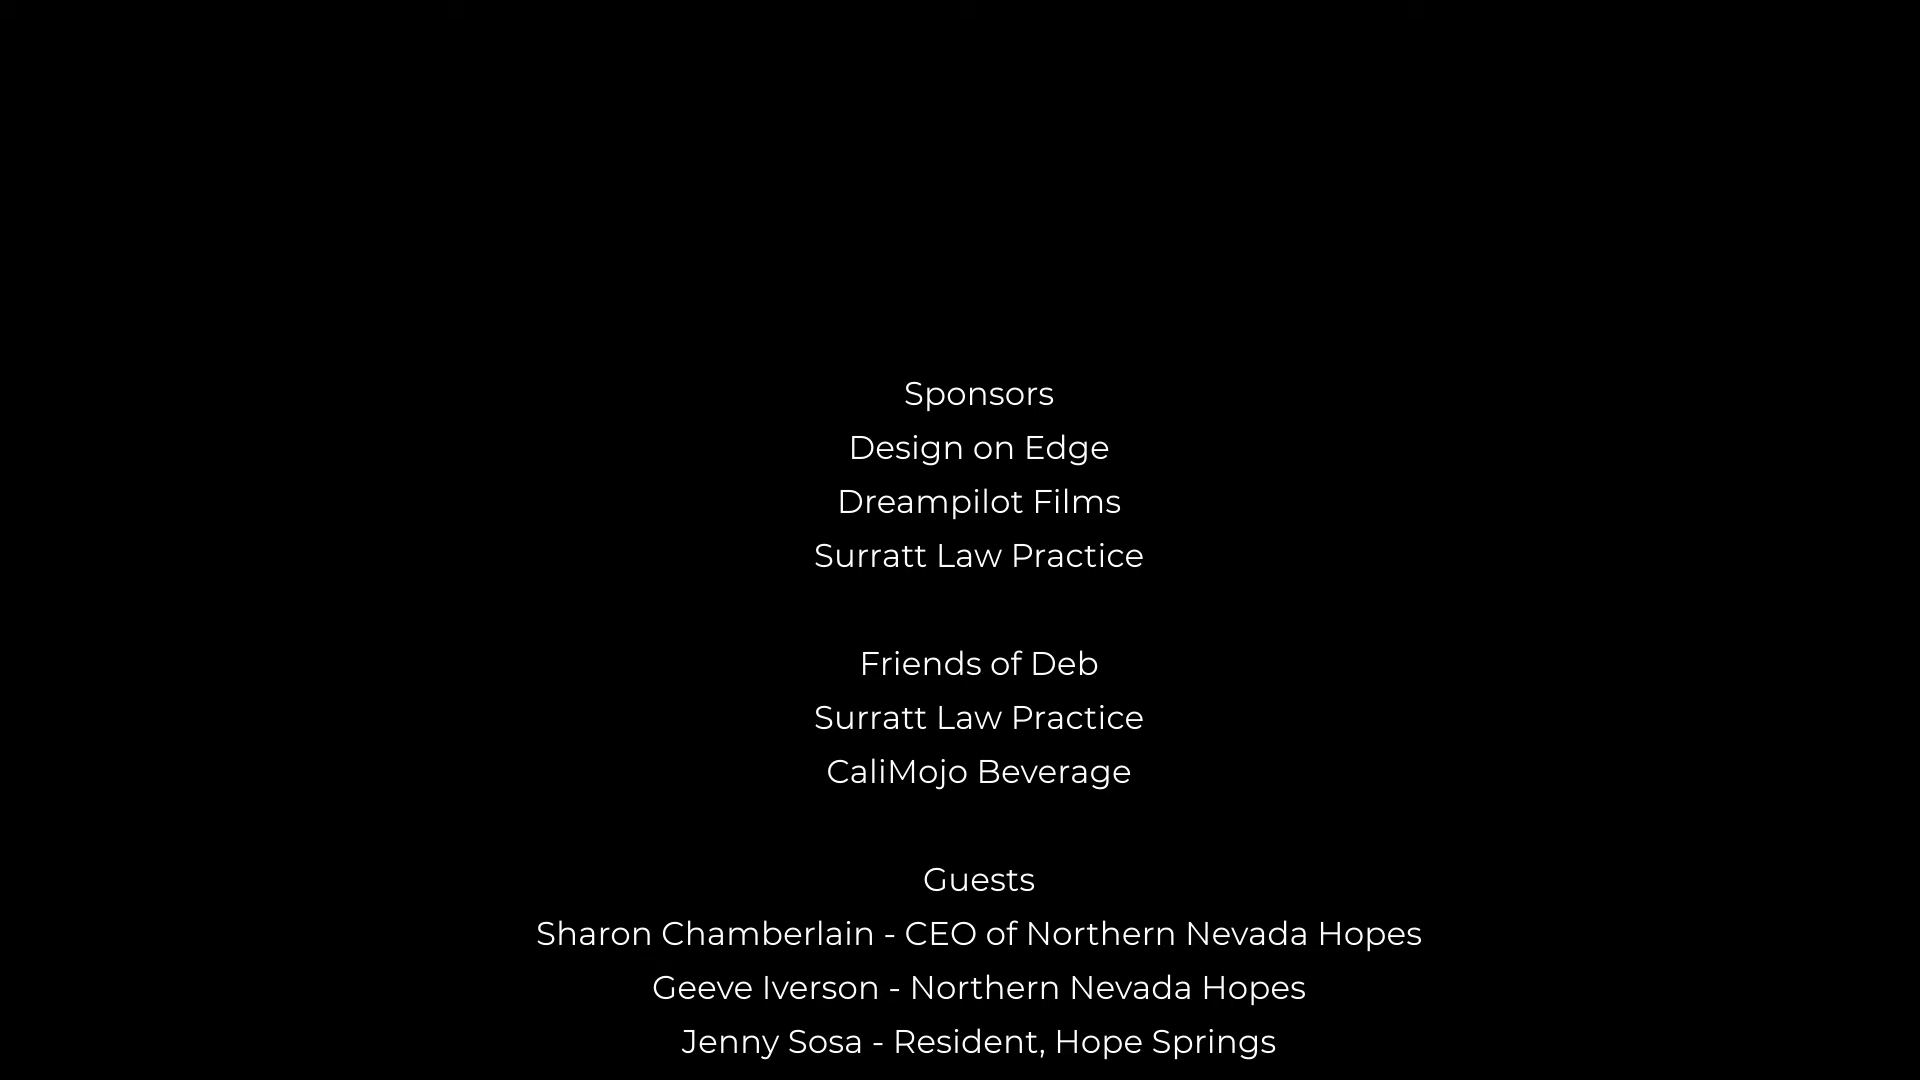 Sponsors
Design on Edge
Dreampilot Films
Surratt Law Practice
Friends of Deb
Surratt Law Practice
CaliMojo Beverage
Guests
Sharon Chamberlain - CEO of Northern Nevada Hopes
Geeve Iverson - Northern Nevada Hopes
Jenny Sosa - Resident, Hope Springs